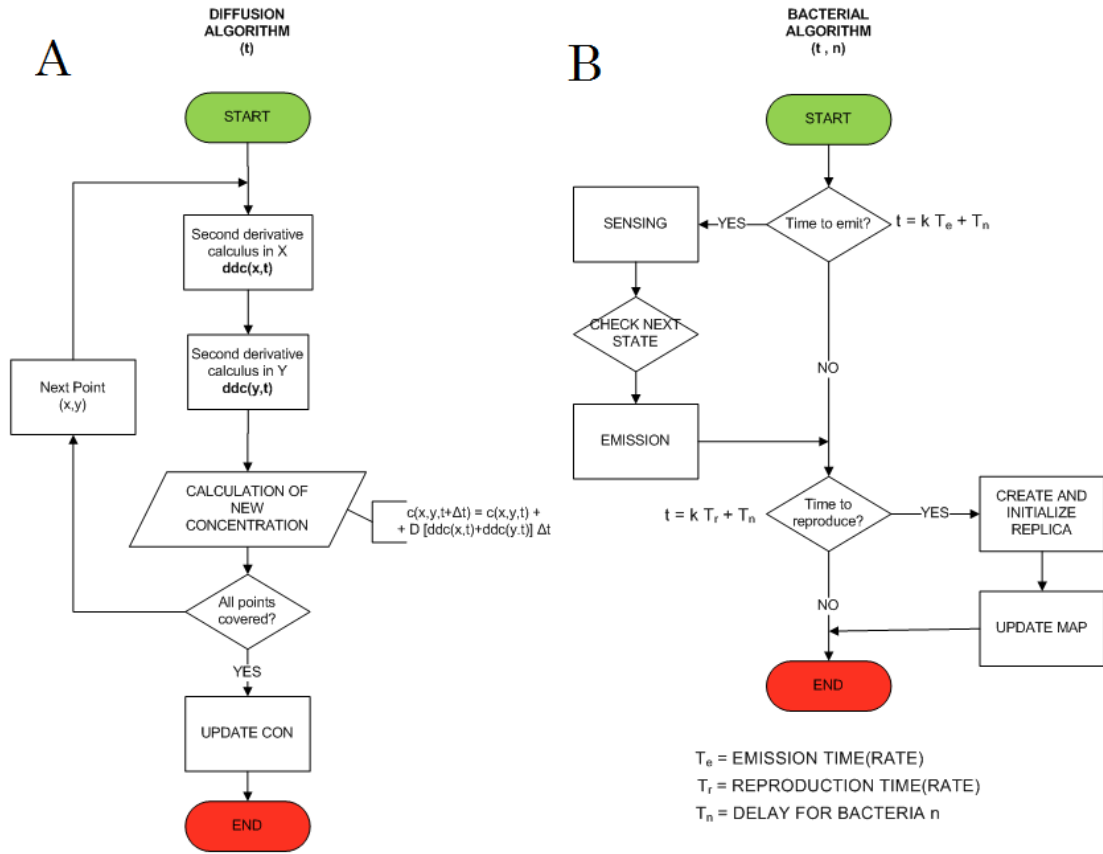 A
DIFFUSION
ALGORITHM
(t)
START
Second derivative
calculus in X
ddc(x,t)
Second derivative
calculus in Y
ddc(y,t)
Next Point
(x,y)
CALCULATION OF
NEW
CONCENTRATION
c(x,y,t+Δt) = c(x,y,t) +
+ D [ddc(x,t)+ddc(y.t)] Δt
All points
covered?
YES
UPDATE CON
END
B
BACTERIAL
ALGORITHM
(t , n)
START
Time to emit?
t = k Te + Tn
YES
SENSING
CHECK NEXT
STATE
EMISSION
NO
t = k Tr + Tn
Time to
reproduce?
YES
CREATE AND
INITIALIZE
REPLICA
UPDATE MAP
NO
END
Te = EMISSION TIME(RATE)
Tr = REPRODUCTION TIME(RATE)
Tn = DELAY FOR BACTERIA n